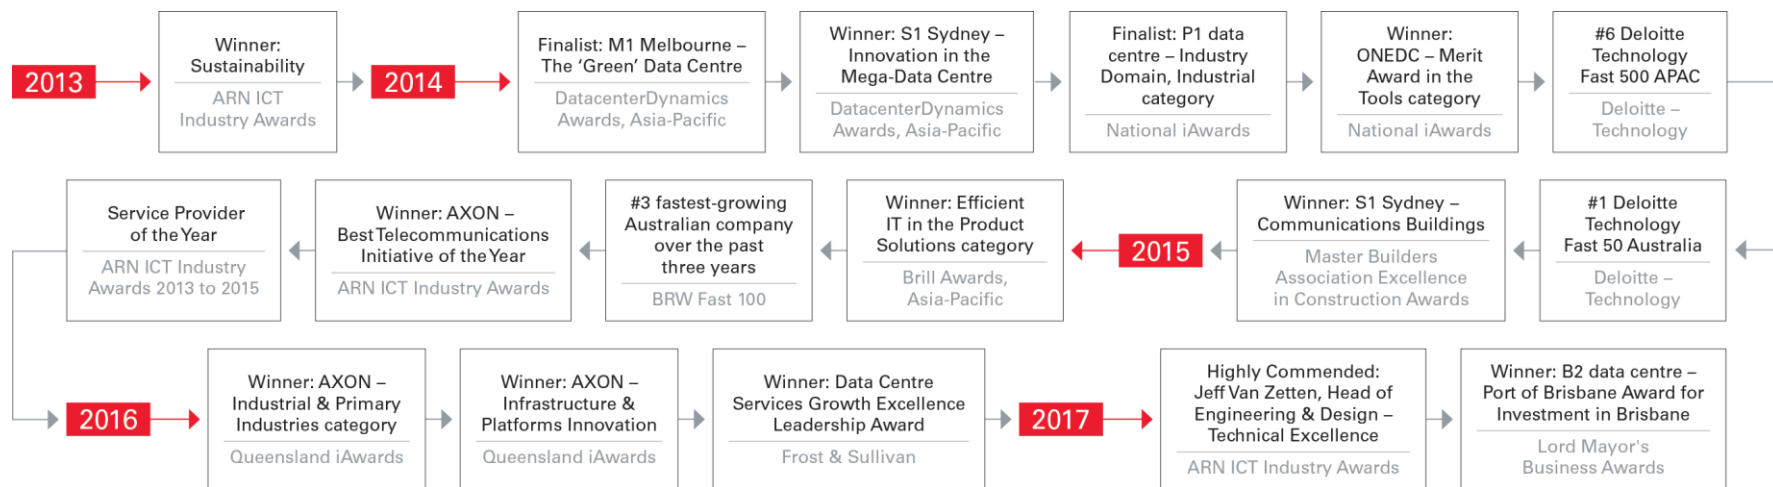 2013
Winner:
Sustainability
ARN ICT
Industry Awards
2014
Finalist: M1 Melbourne –
The ‘Green’ Data Centre
DatacenterDynamics
Awards, Asia-Pacific
Winner: S1 Sydney –
Innovation in the
Mega-Data Centre
DatacenterDynamics
Awards, Asia-Pacific
Finalist: P1 data
centre – Industry
Domain, Industrial
category
National iAwards
Winner:
ONEDC – Merit
Award in the
Tools category
National iAwards
#6 Deloitte
Technology
Fast 500 APAC
Deloitte –
Technology
#1 Deloitte
Technology
Fast 50 Australia
Deloitte –
Technology
Winner: S1 Sydney –
Communications Buildings
Master Builders
Association Excellence
in Construction Awards
2015
Winner: Efficient
IT in the Product
Solutions category
Brill Awards,
Asia-Pacific
#3 fastest-growing
Australian company
over the past
three years
BRW Fast 100
Winner: AXON –
Best Telecommunications
Initiative of the Year
ARN ICT Industry Awards
Service Provider
of the Year
ARN ICT Industry
Awards 2013 to 2015
2016
Winner: AXON –
Industrial & Primary
Industries category
Queensland iAwards
Winner: AXON –
Infrastructure &
Platforms Innovation
Queensland iAwards
Winner: Data Centre
Services Growth Excellence
Leadership Award
Frost & Sullivan
2017
Highly Commended:
Jeff Van Zetten, Head of
Engineering & Design –
Technical Excellence
ARN ICT Industry Awards
Winner: B2 data centre –
Port of Brisbane Award for
Investment in Brisbane
Lord Mayor's
Business Awards